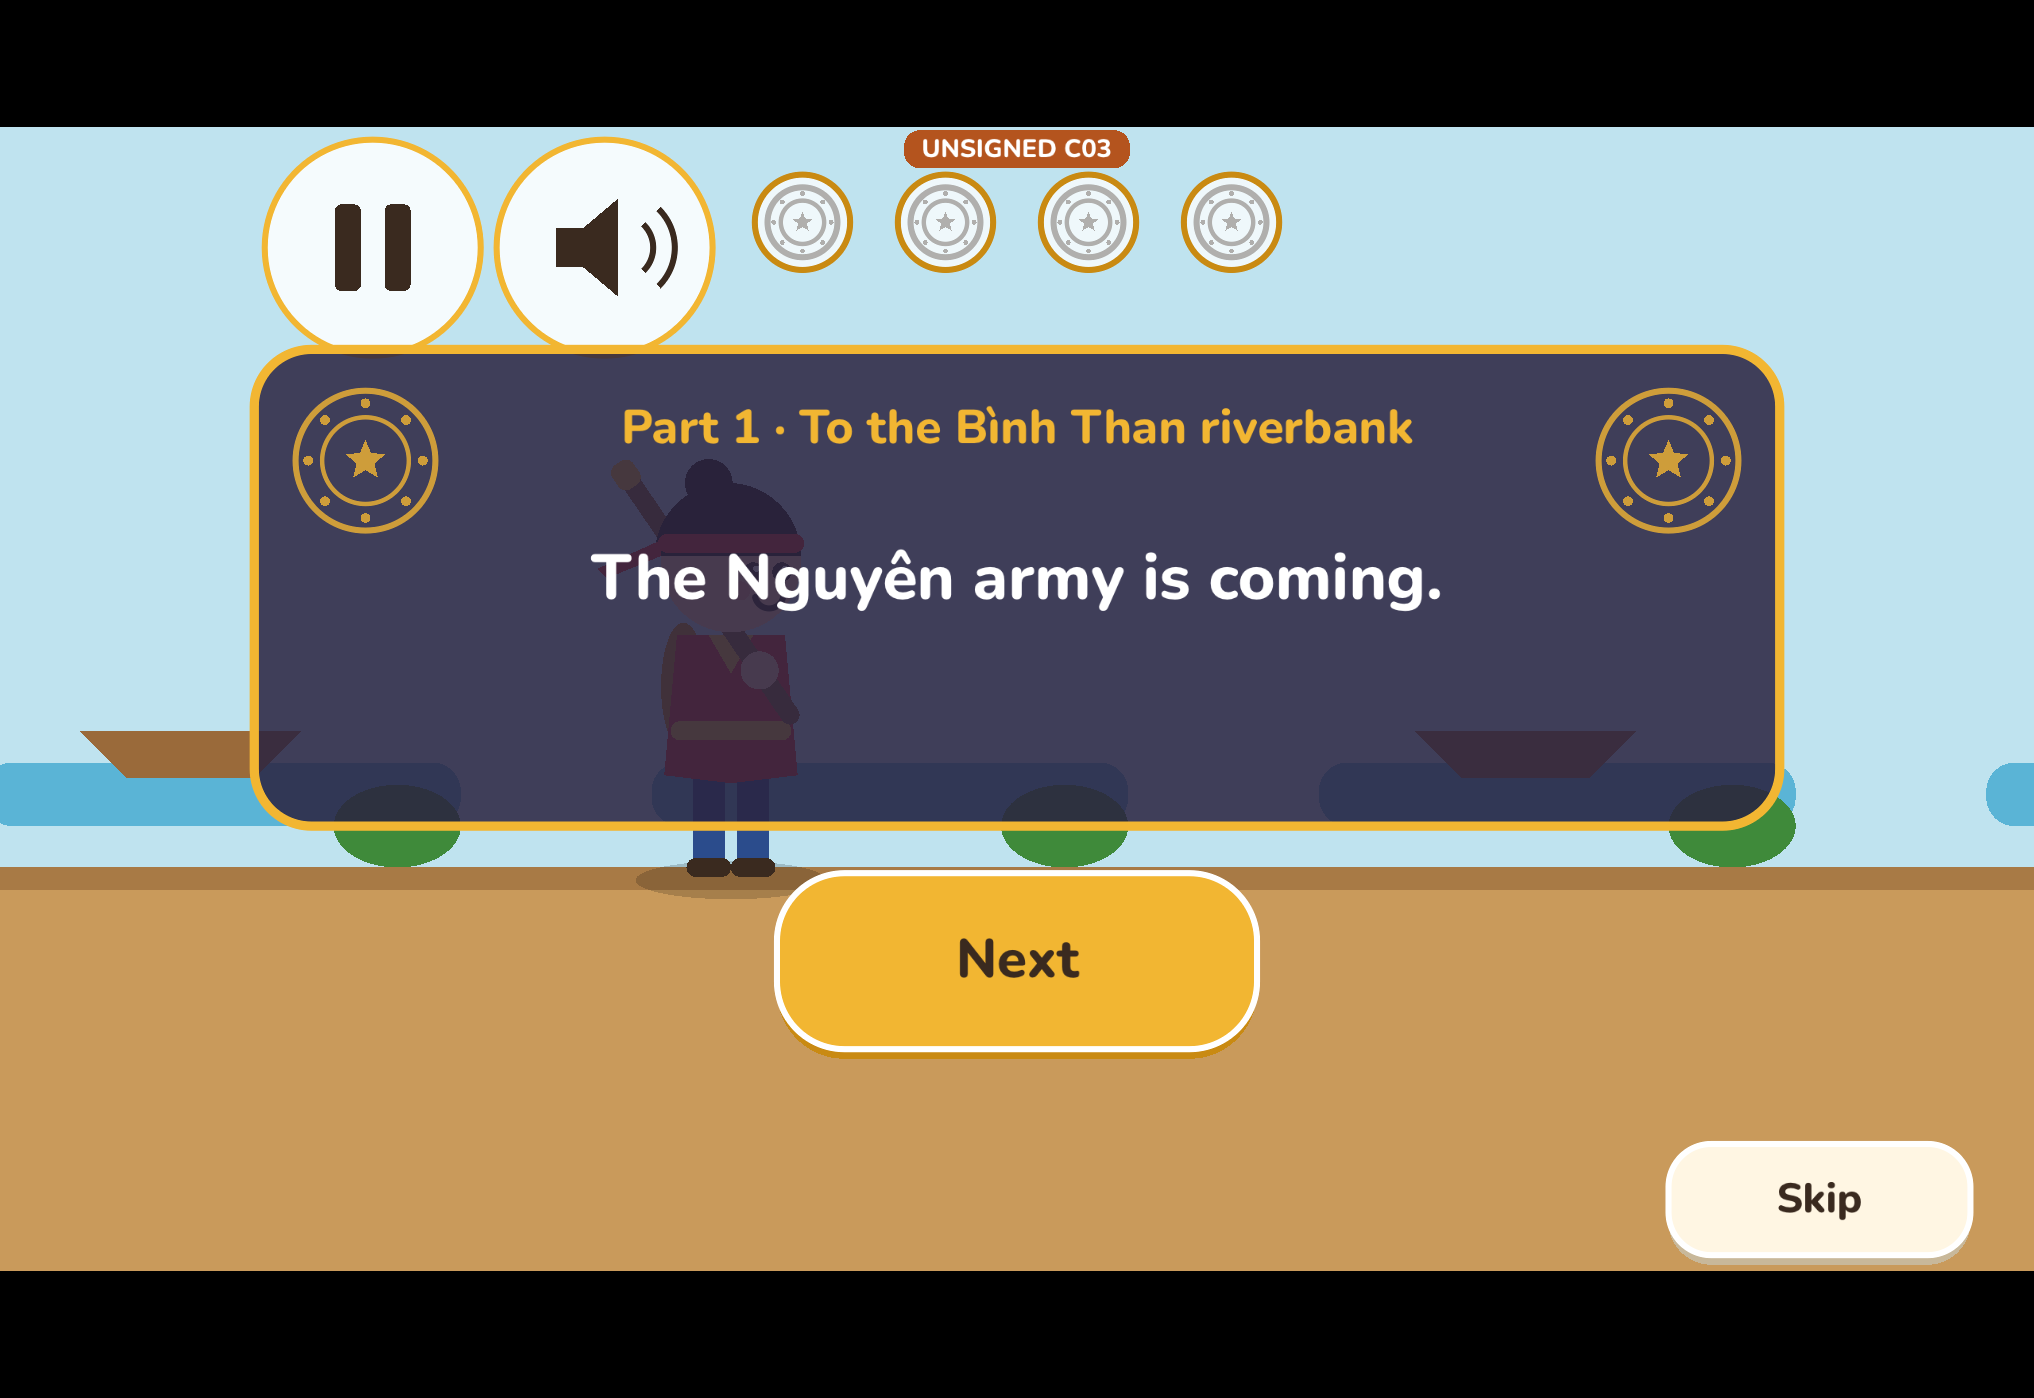 UNSIGNED C03
Part 1 · To the Bình Than riverbank
The Nguyên army is coming.
Next
Skip